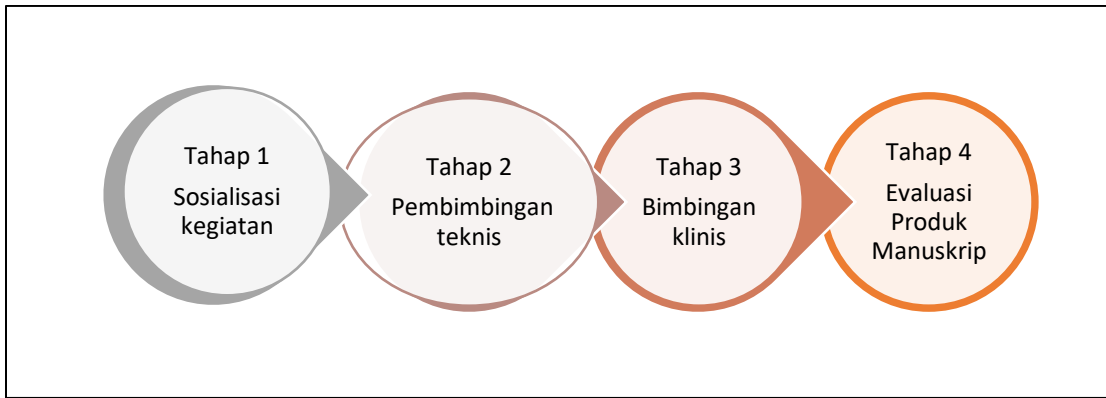 Tahap 1
Sosialisasi
kegiatan
Tahap 2
Pembimbingan
teknis
Tahap 3
Bimbingan
klinis
Tahap 4
Evaluasi
Produk
Manuskrip